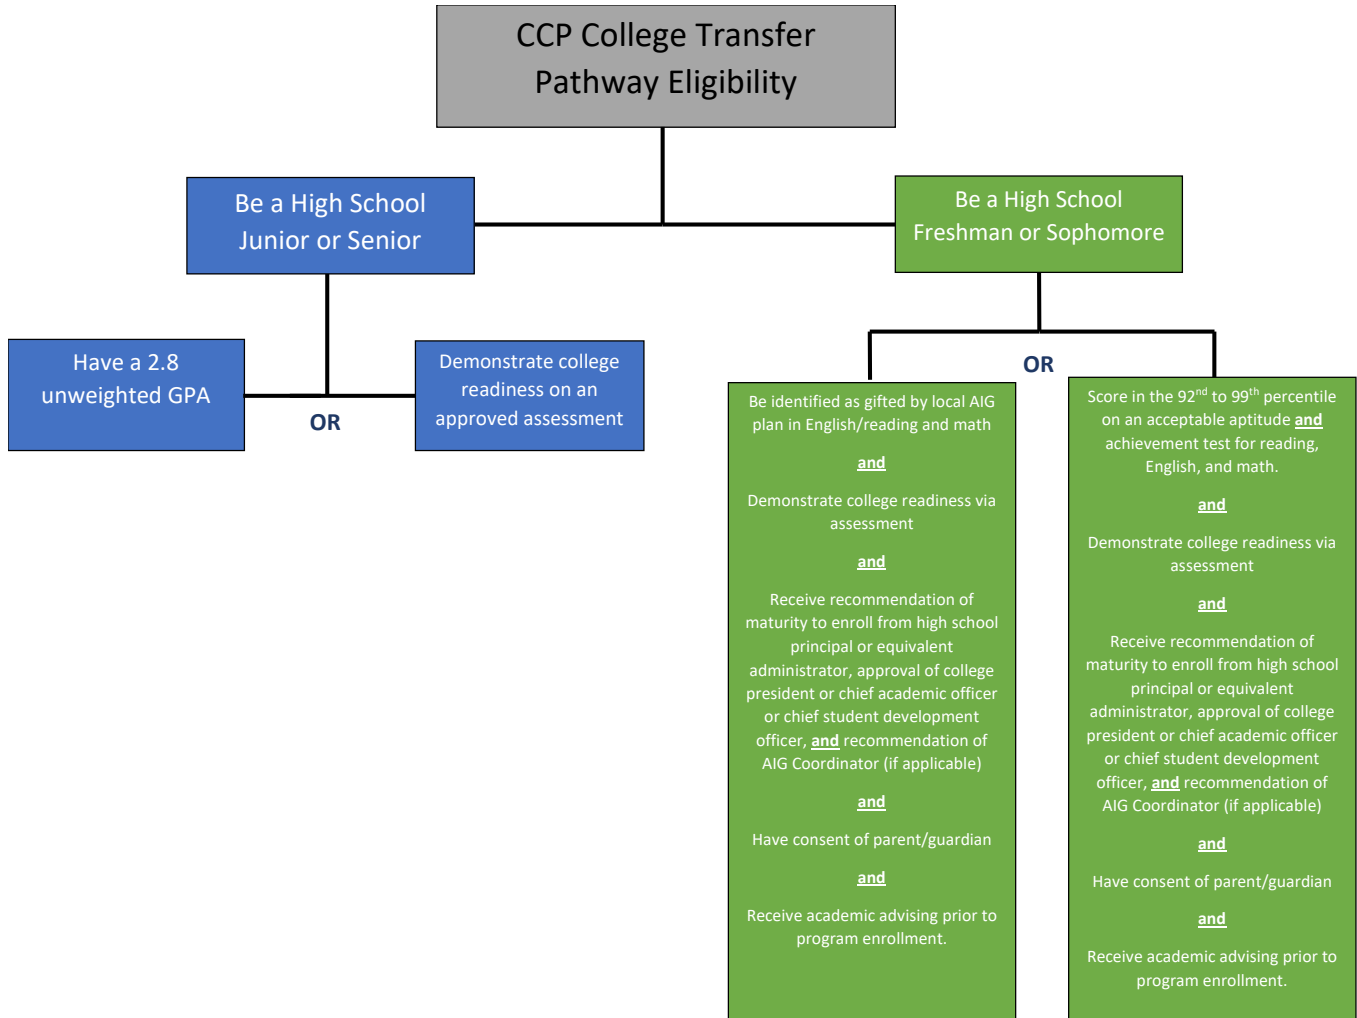 CCP College Transfer
Pathway Eligibility
Be a High School
Junior or Senior
Be a High School
Freshman or Sophomore
Have a 2.8
unweighted GPA
OR
Demonstrate college
readiness on an
approved assessment
OR
Be identified as gifted by local AIG
plan in English/reading and math
and
Demonstrate college readiness via
assessment
and
Receive recommendation of
maturity to enroll from high school
principal or equivalent
administrator, approval of college
president or chief academic officer
or chief student development
officer, and recommendation of
AIG Coordinator (if applicable)
and
Have consent of parent/guardian
and
Receive academic advising prior to
program enrollment.
Score in the 92nd to 99th percentile
on an acceptable aptitude and
achievement test for reading,
English, and math.
and
Demonstrate college readiness via
assessment
and
Receive recommendation of
maturity to enroll from high school
principal or equivalent
administrator, approval of college
president or chief academic officer
or chief student development
officer, and recommendation of
AIG Coordinator (if applicable)
and
Have consent of parent/guardian
and
Receive academic advising prior to
program enrollment.